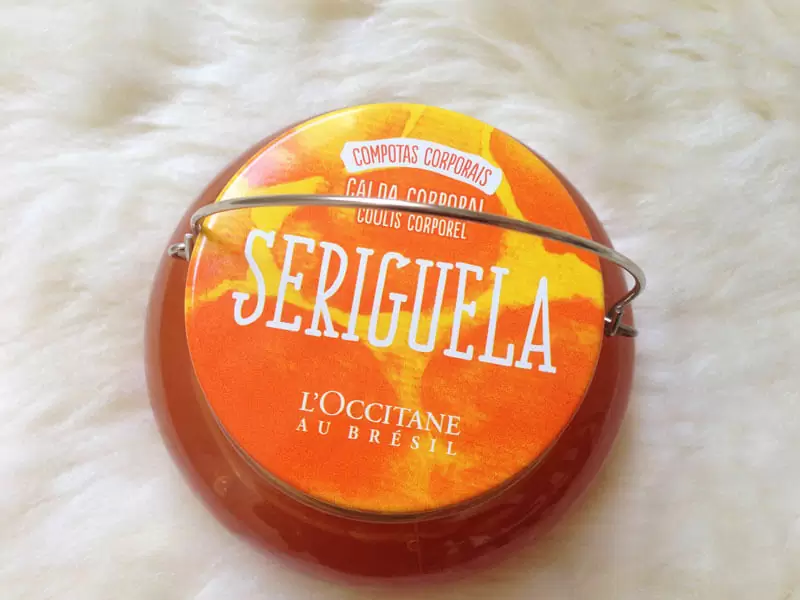 COMPOTAS CORPORAIS
CALDA CORPORAL
COULIS CORPOREL
SERIGUELA
L'OCCITANE
AU BRÉSIL